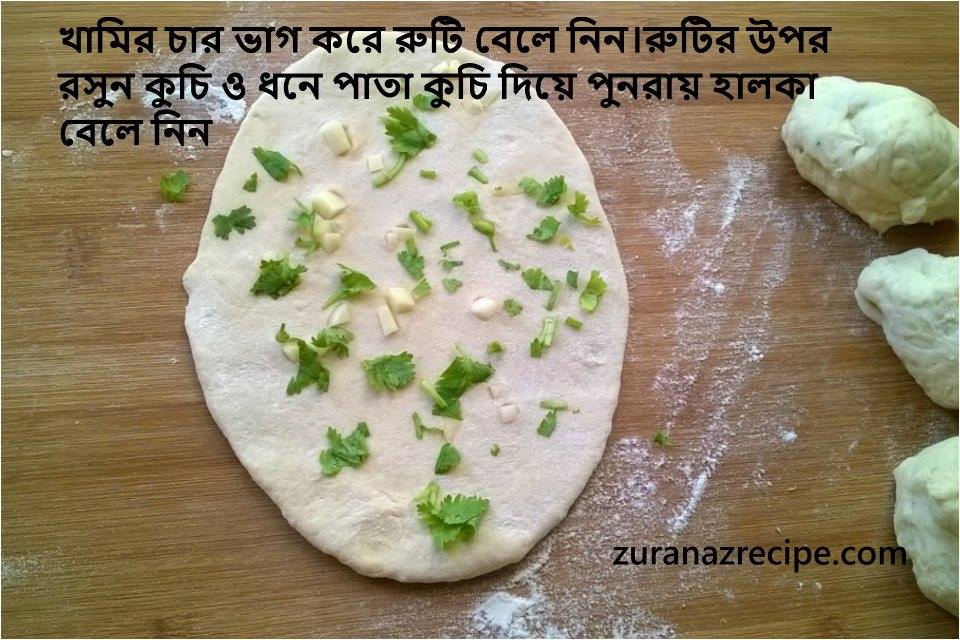 খামির চার ভাগ করে রুটি বেলে নিন।রুটির উপর
রসুন কুচি ও ধনে পাতা কুচি দিয়ে পুনরায় হালকা
বেলে নিন
zuranazrecipe.com